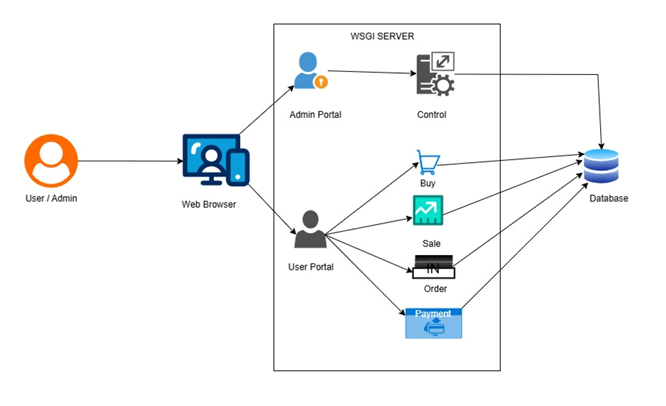 WSGI SERVER
Admin Portal
Control
User / Admin
Web Browser
Buy
Database
Sale
User Portal
IN
Order
Payment